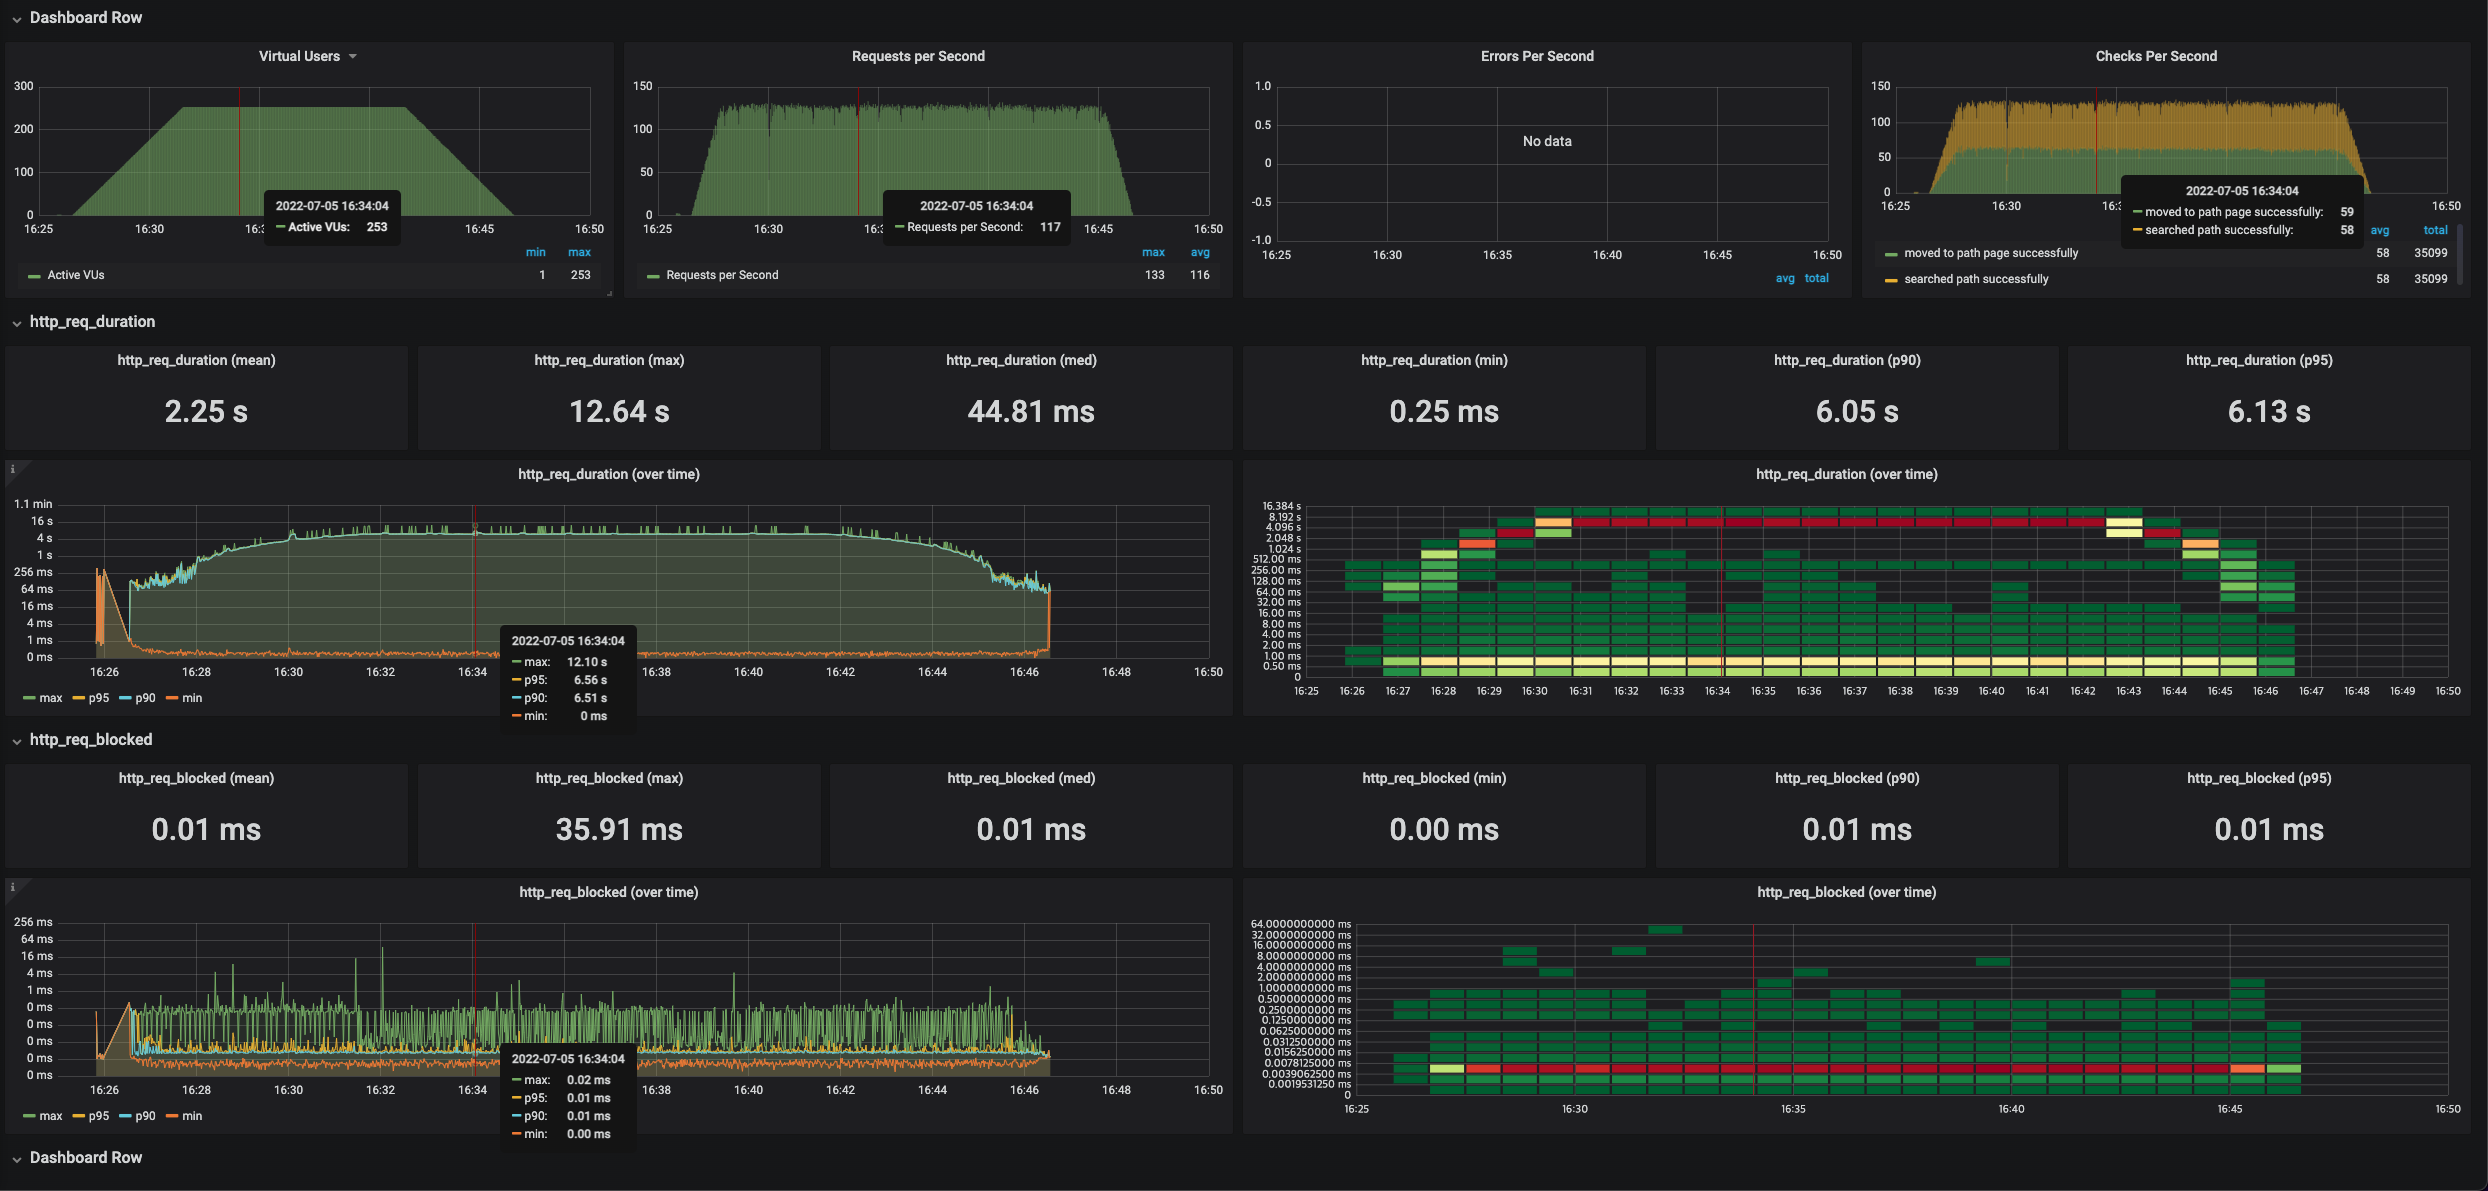 Dashboard Row
Virtual Users
300
200
100
0
16:25
16:30
16:3
16:45
16:50
2022-07-05 16:34:04
Active VUs: 253
min max
Active VUs 1 253
Requests per Second
150
100
50
0
16:25
16:30
16:3
16:45
16:50
2022-07-05 16:34:04
Requests per Second: 117
max avg
Requests per Second 133 116
Errors Per Second
1.0
0.5
0
-0.5
-1.0
No data
16:25
16:30
16:35
16:40
16:45
16:50
avg total
Checks Per Second
150
100
50
0
16:25
16:30
16:3
16:50
2022-07-05 16:34:04
moved to path page successfully: 59
searched path successfully: 58
avg total
moved to path page successfully 58 35099
searched path successfully 58 35099
http_req_duration
http_req_duration (mean)
2.25 s
http_req_duration (max)
12.64 s
http_req_duration (med)
44.81 ms
http_req_duration (min)
0.25 ms
http_req_duration (p90)
6.05 s
http_req_duration (p95)
6.13 s
i
http_req_duration (over time)
1.1 min
16 s
4 s
1 s
256 ms
64 ms
16 ms
4 ms
1 ms
0 ms
16:26
16:28
16:30
16:32
16:34
16:38
16:40
16:42
16:44
16:46
16:48
16:50
2022-07-05 16:34:04
max: 12.10 s
p95: 6.56 s
p90: 6.51 s
min: 0 ms
max p95 p90 min
http_req_duration (over time)
16.384 s
8.192 s
4.096 s
2.048 s
1.024 s
512.00 ms
256.00 ms
128.00 ms
64.00 ms
32.00 ms
16.00 ms
8.00 ms
4.00 ms
2.00 ms
1.00 ms
0.50 ms
0
16:25
16:26
16:27
16:28
16:29
16:30
16:31
16:32
16:33
16:34
16:35
16:36
16:37
16:38
16:39
16:40
16:41
16:42
16:43
16:44
16:45
16:46
16:47
16:48
16:49
16:50
http_req_blocked
http_req_blocked (mean)
0.01 ms
http_req_blocked (max)
35.91 ms
http_req_blocked (med)
0.01 ms
http_req_blocked (min)
0.00 ms
http_req_blocked (p90)
0.01 ms
http_req_blocked (p95)
0.01 ms
i
http_req_blocked (over time)
256 ms
64 ms
16 ms
4 ms
1 ms
0 ms
0 ms
0 ms
0 ms
0 ms
16:26
16:28
16:30
16:32
16:34
16:38
16:40
16:42
16:44
16:46
16:48
16:50
2022-07-05 16:34:04
max: 0.02 ms
p95: 0.01 ms
p90: 0.01 ms
min: 0.00 ms
max p95 p90 min
http_req_blocked (over time)
64.0000000000 ms
32.0000000000 ms
16.0000000000 ms
8.0000000000 ms
4.0000000000 ms
2.0000000000 ms
1.0000000000 ms
0.5000000000 ms
0.2500000000 ms
0.1250000000 ms
0.0625000000 ms
0.0312500000 ms
0.0156250000 ms
0.0078125000 ms
0.0039062500 ms
0.0019531250 ms
0
16:25
16:30
16:35
16:40
16:45
16:50
Dashboard Row